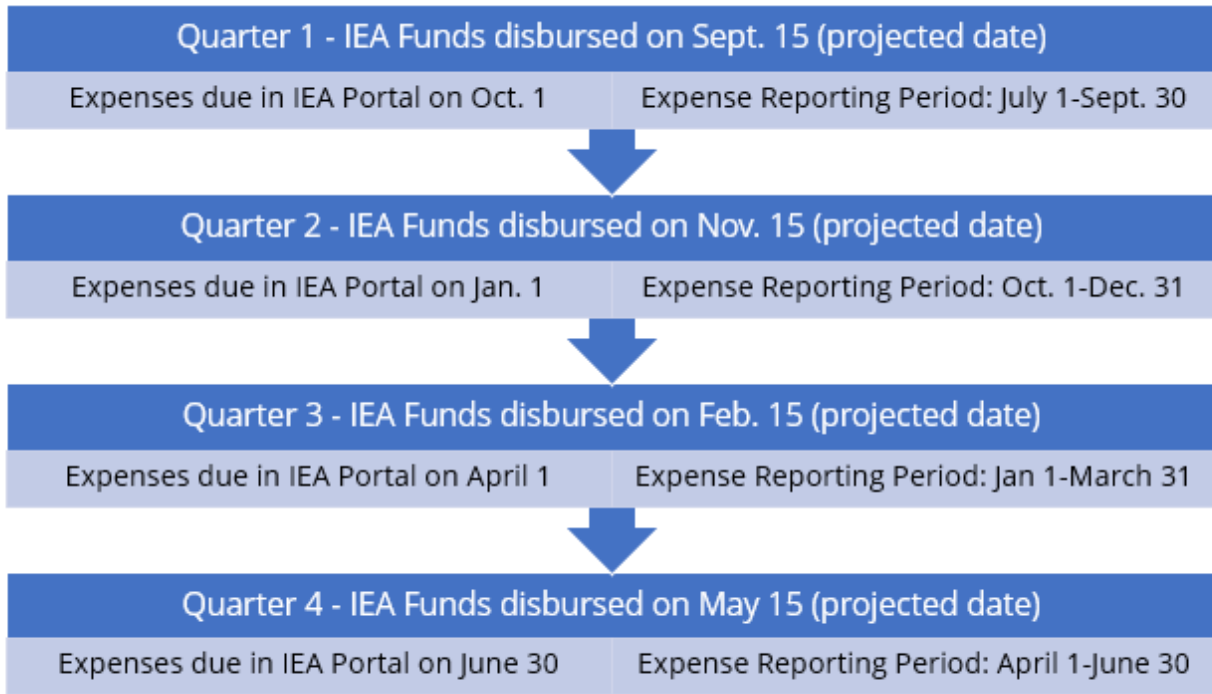 Quarter 1 - IEA Funds disbursed on Sept. 15 (projected date)
Expenses due in IEA Portal on Oct. 1
Expense Reporting Period: July 1-Sept. 30
Quarter 2 - IEA Funds disbursed on Nov. 15 (projected date)
Expenses due in IEA Portal on Jan. 1
Expense Reporting Period: Oct. 1-Dec. 31
Quarter 3 - IEA Funds disbursed on Feb. 15 (projected date)
Expenses due in IEA Portal on April 1
Expense Reporting Period: Jan 1-March 31
Quarter 4 - IEA Funds disbursed on May 15 (projected date)
Expenses due in IEA Portal on June 30
Expense Reporting Period: April 1-June 30